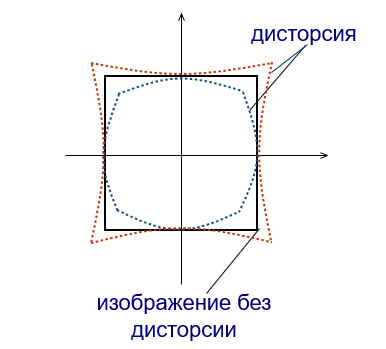 дисторсия
изображение без
дисторсии